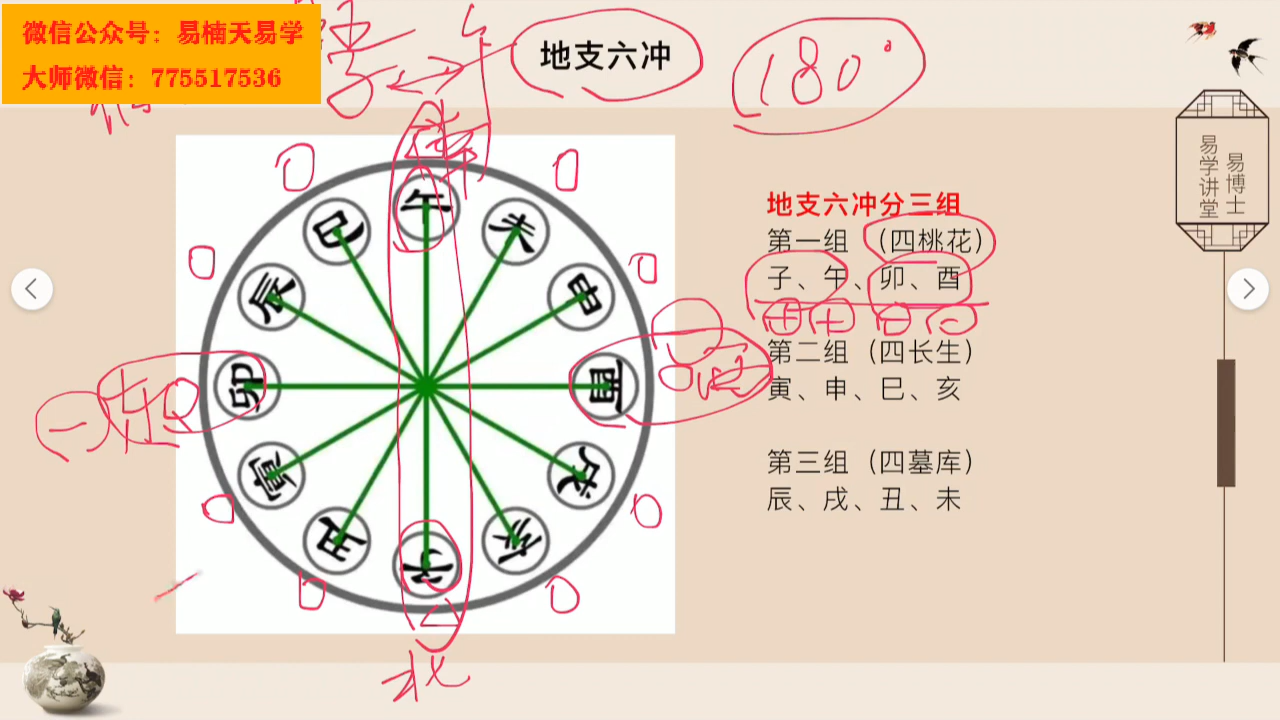 微信公众号：易楠天易学
大师微信：775517536
地支六冲
180°
午
易博士
易学讲堂
午
未
申
酉
戌
亥
子
丑
寅
卯
辰
巳
北
地支六冲分三组
第一组（四桃花）
子、午、卯、酉
第二组（四长生）
寅、申、巳、亥
第三组（四墓库）
辰、戌、丑、未